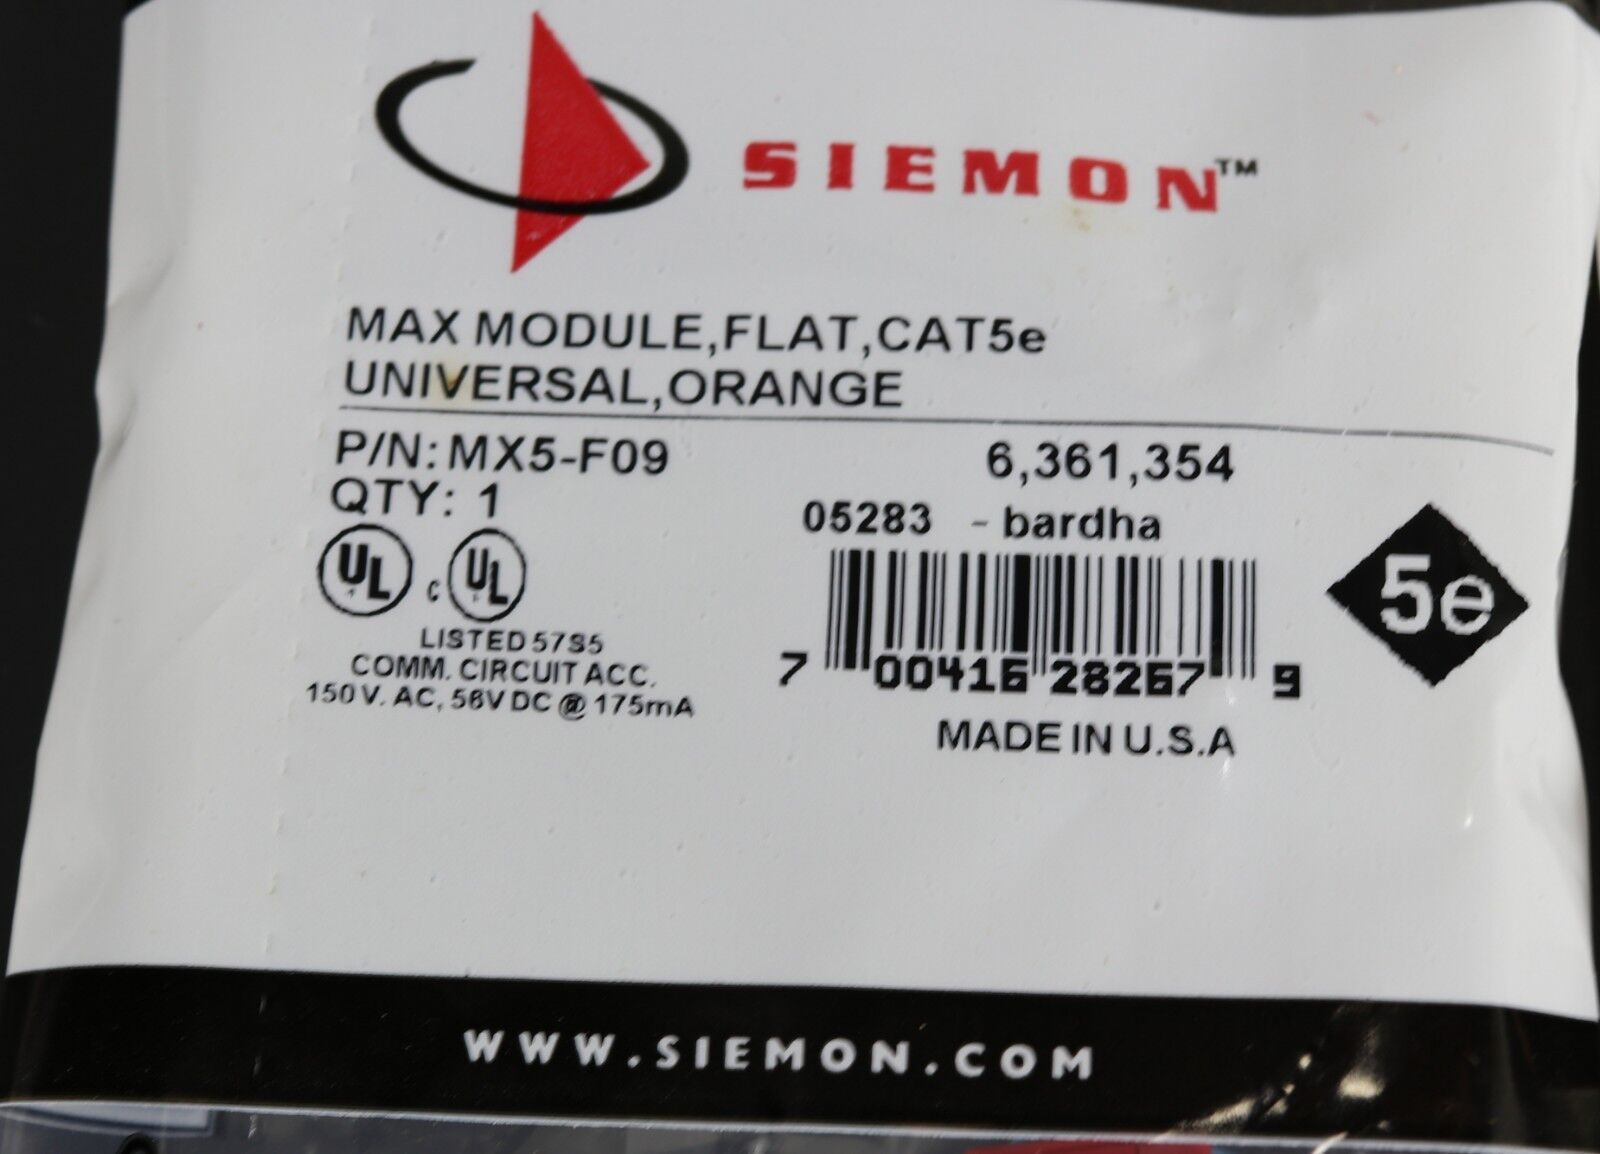 SIEMON™
MAX MODULE,FLAT,CAT5e
UNIVERSAL,ORANGE
P/N: MX5-F09
6,361,354
QTY: 1
05283 - bardha
UL c UL
5e
LISTED 57S5
COMM. CIRCUIT ACC.
150 V. AC, 56V DC @ 175mA
7 00416 28267 9
MADE IN U.S.A
WWW.SIEMON.COM